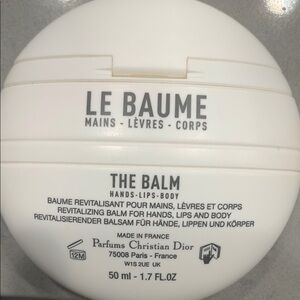 LE BAUME
MAINS - LÈVRES - CORPS
THE BALM
HANDS-LIPS-BODY
BAUME REVITALISANT POUR MAINS, LÈVRES ET CORPS
REVITALIZING BALM FOR HANDS, LIPS AND BODY
REVITALISIERENDER BALSAM FÜR HÄNDE, LIPPEN UND KÖRPER
MADE IN FRANCE
Parfums Christian Dior
12M
75008 Paris - France
W1S 2UE UK
50 ml - 1.7 FL.OZ